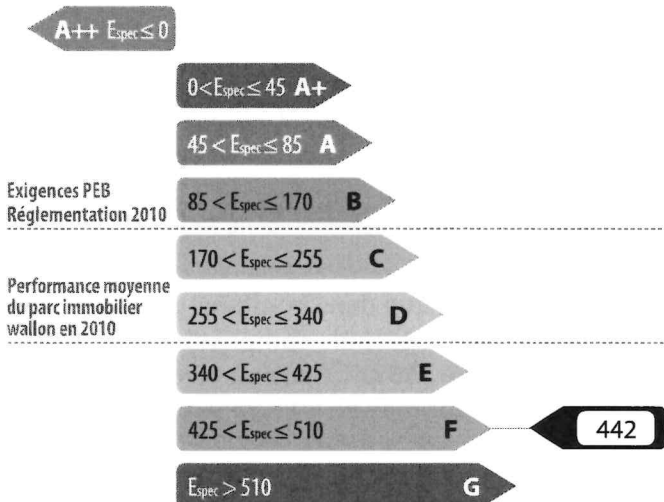 A++ Espec ≤ 0
0<Espec ≤ 45 A+
45 < Espec ≤ 85 A
Exigences PEB
Réglementation 2010
85 < Espec ≤ 170 B
170 < Espec ≤ 255 C
Performance moyenne
du parc immobilier
wallon en 2010
255 < Espec ≤ 340 D
340 < Espec ≤ 425 E
425 < Espec ≤ 510 F
442
Espec > 510 G